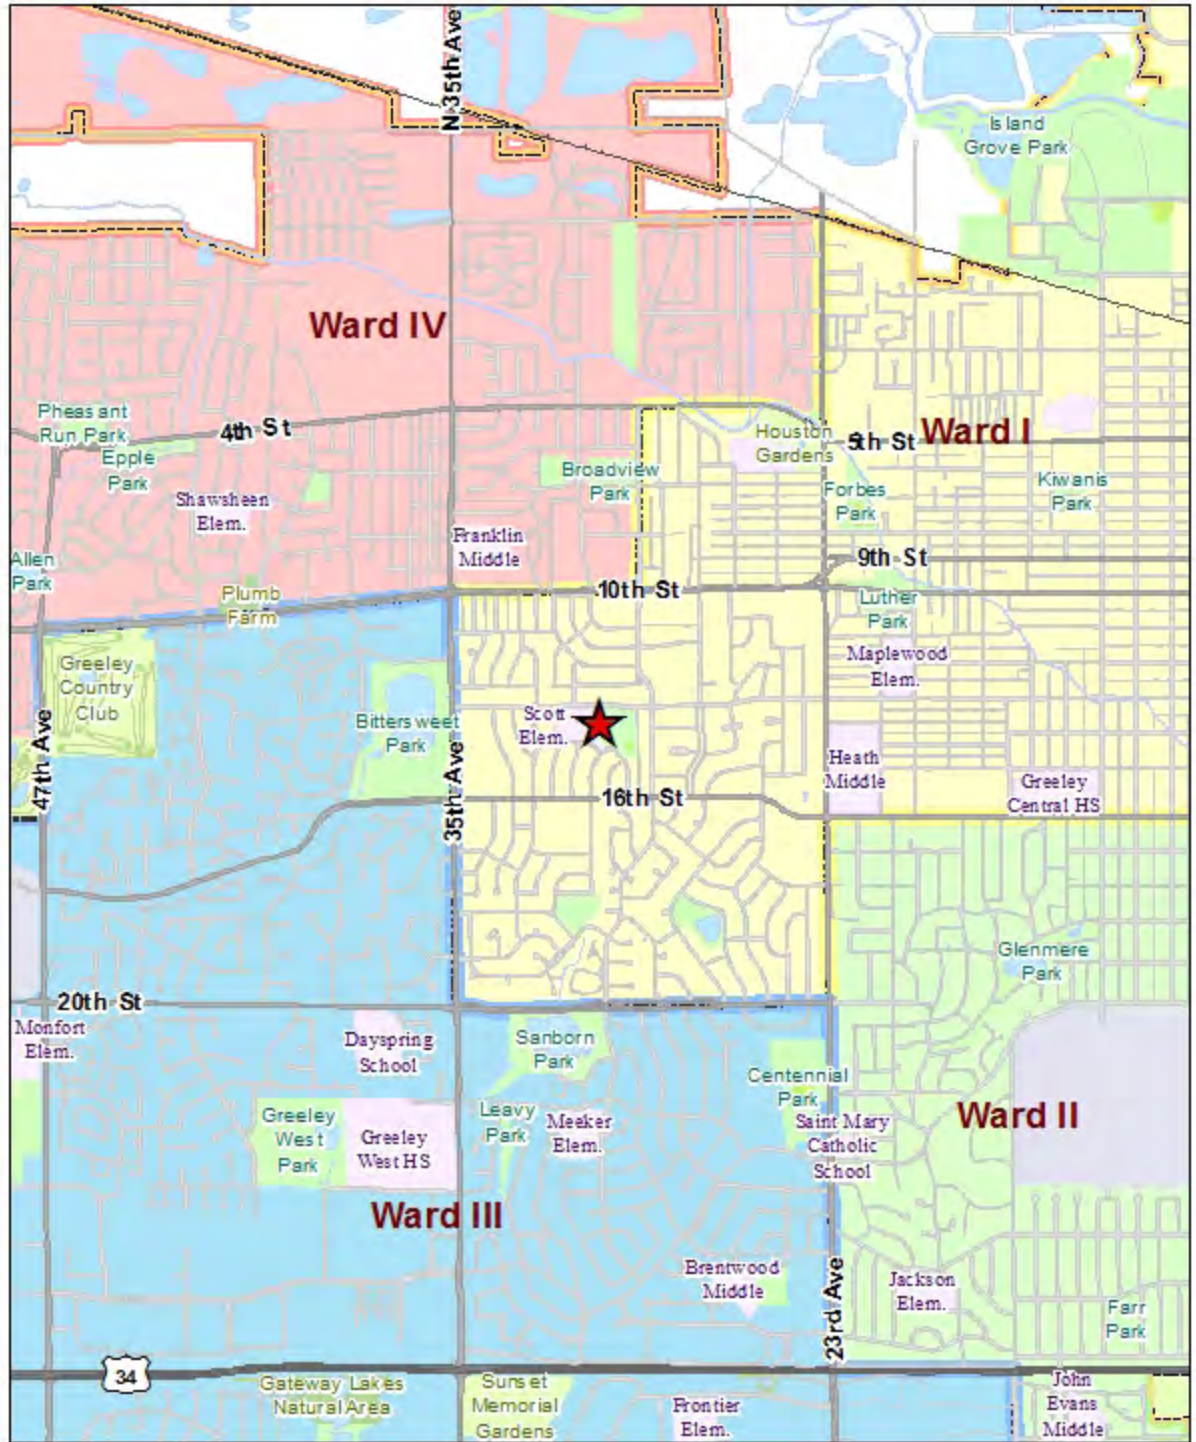 N 35th Ave
Island
Grove Park
Ward IV
Pheasant
Run Park
4th St
Epple
Park
Houston
Gardens
5th St
Ward I
Broadview
Park
Shawsheen
Elem.
Forbes
Park
Kiwanis
Park
Franklin
Middle
Allen
Park
9th St
Plumb
Farm
10th St
Luther
Park
Greeley
Country
Club
Maplewood
Elem.
Bittersweet
Park
Scott
Elem.
47th Ave
35th Ave
Heath
Middle
Greeley
Central HS
16th St
Glenmere
Park
20th St
Monfort
Elem.
Dayspring
School
Sanborn
Park
Centennial
Park
Greeley
West
Park
Greeley
West HS
Leavy
Park
Meeker
Elem.
Saint Mary
Catholic
School
Ward II
Ward III
Brentwood
Middle
23rd Ave
Jackson
Elem.
Farr
Park
34
Gateway Lakes
Natural Area
Sunset
Memorial
Gardens
Frontier
Elem.
John
Evans
Middle